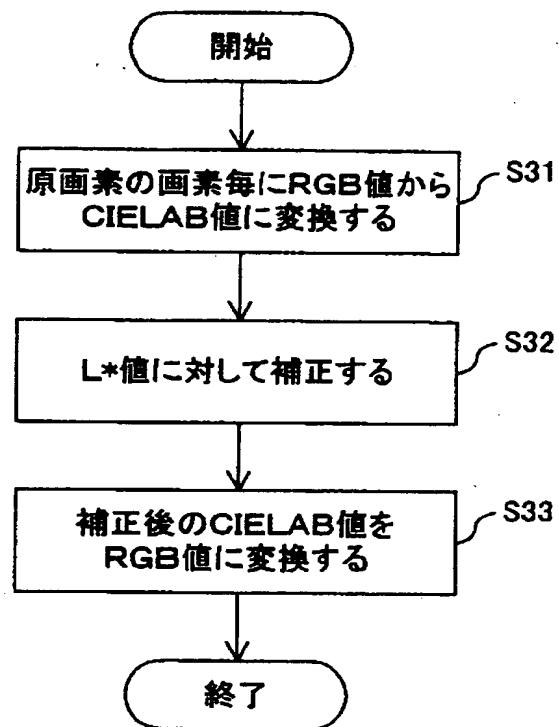 開始
原画素の画素毎にRGB値から
CIELAB値に変換する
S31
L*値に対して補正する
S32
補正後のCIELAB値を
RGB値に変換する
S33
終了